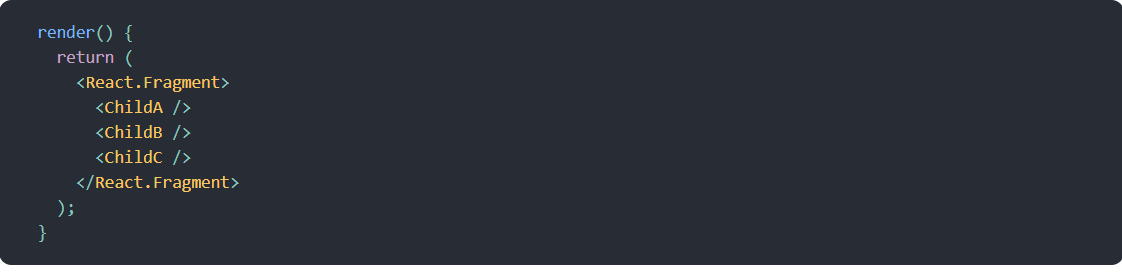 render() {
  return (
    <React.Fragment>
      <ChildA />
      <ChildB />
      <ChildC />
    </React.Fragment>
  );
}